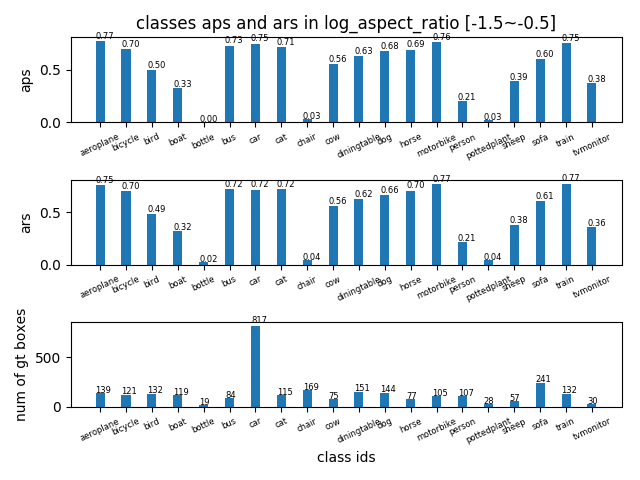 classes aps and ars in log_aspect_ratio [-1.5~-0.5]
0.77 0.70 0.50 0.33 0.00 0.73 0.75 0.71 0.03 0.56 0.63 0.68 0.69 0.76 0.21 0.03 0.39 0.60 0.75 0.38
aps
0.5
0.0
aeroplane bicycle bird boat bottle bus car cat chair cow diningtable dog horse motorbike person pottedplant sheep sofa train tvmonitor
0.75 0.70 0.49 0.32 0.02 0.72 0.72 0.72 0.04 0.56 0.62 0.66 0.70 0.77 0.21 0.04 0.38 0.61 0.77 0.36
ars
0.5
0.0
aeroplane bicycle bird boat bottle bus car cat chair cow diningtable dog horse motorbike person pottedplant sheep sofa train tvmonitor
139 121 132 119 19 84 817 115 169 75 151 144 77 105 107 28 57 241 132 30
num of gt boxes
500
0
aeroplane bicycle bird boat bottle bus car cat chair cow diningtable dog horse motorbike person pottedplant sheep sofa train tvmonitor
class ids